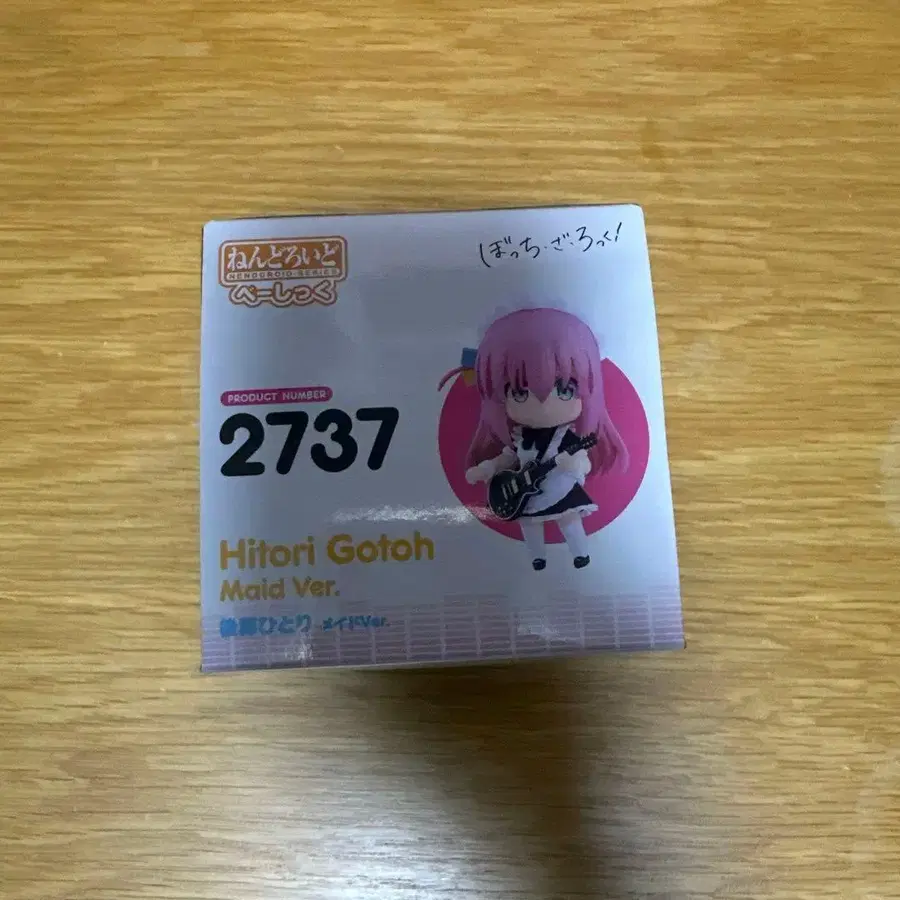 ねんどろいど
NENDOROID SERIES
べーしっく
ぼっち・ざ・ろっく!
PRODUCT NUMBER
2737
Hitori Gotoh
Maid Ver.
後藤ひとり メイドVer.